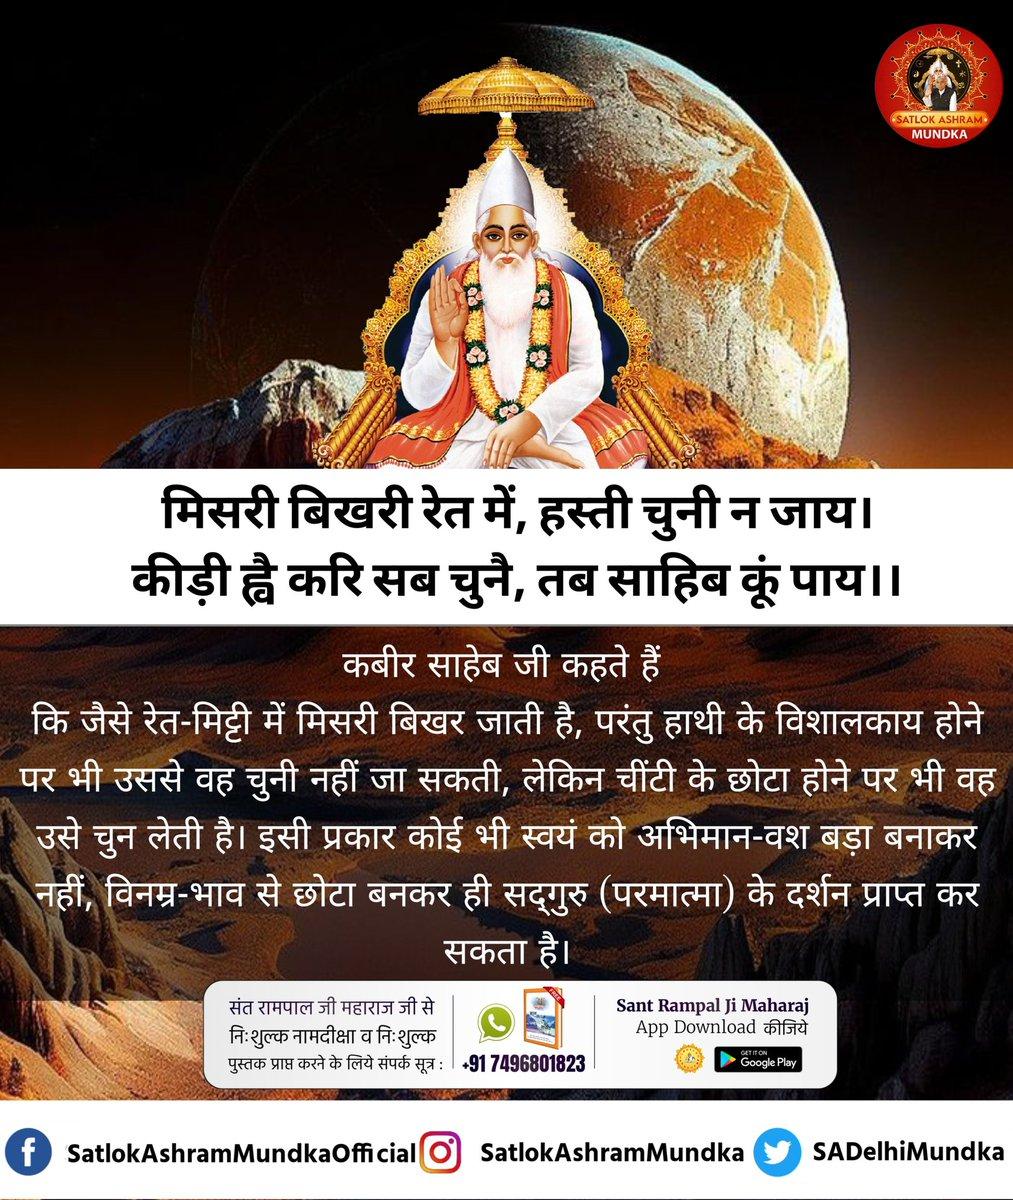 SATLOK ASHRAM
MUNDKA
मिसरी बिखरी रेत में, हस्ती चुनी न जाय।
कीड़ी ह्वै करि सब चुनै, तब साहिब कूं पाय।।
कबीर साहेब जी कहते हैं
कि जैसे रेत-मिट्टी में मिसरी बिखर जाती है, परंतु हाथी के विशालकाय होने
पर भी उससे वह चुनी नहीं जा सकती, लेकिन चींटी के छोटा होने पर भी वह
उसे चुन लेती है। इसी प्रकार कोई भी स्वयं को अभिमान-वश बड़ा बनाकर
नहीं, विनम्र-भाव से छोटा बनकर ही सद्गुरु (परमात्मा) के दर्शन प्राप्त कर
सकता है।
संत रामपाल जी महाराज जी से
निःशुल्क नामदीक्षा व निःशुल्क
पुस्तक प्राप्त करने के लिये संपर्क सूत्र :
FREE
+91 7496801823
Sant Rampal Ji Maharaj
App Download कीजिये
GET IT ON
Google Play
SatlokAshramMundkaOfficial
SatlokAshramMundka
SADelhiMundka